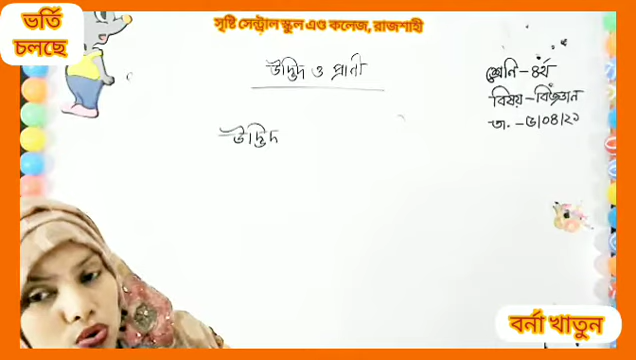 ভর্তি
চলছে
সৃষ্টি সেন্ট্রাল স্কুল এণ্ড কলেজ, রাজশাহী
উদ্ভিদ ও প্রাণী
শ্রেণি - ৪র্থ
বিষয় - বিজ্ঞান
তা. - ৬/০৪/২১
উদ্ভিদ
বর্না খাতুন